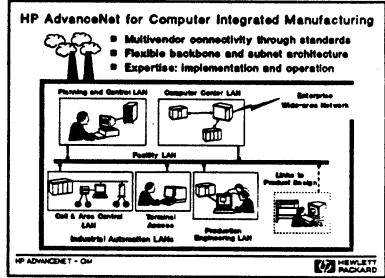 HP AdvanceNet for Computer Integrated Manufacturing
Multivendor connectivity through standards
Flexible backbone and subnet architecture
Expertise: implementation and operation
Planning and Control LAN
Computer Center LAN
Enterprise
Wide-area Network
Facility LAN
Cell & Area Control
LAN
Terminal
Access
Production
Engineering LAN
Links to
Product Design
Industrial Automation LANs
HP ADVANCENET - CIM
HEWLETT
PACKARD